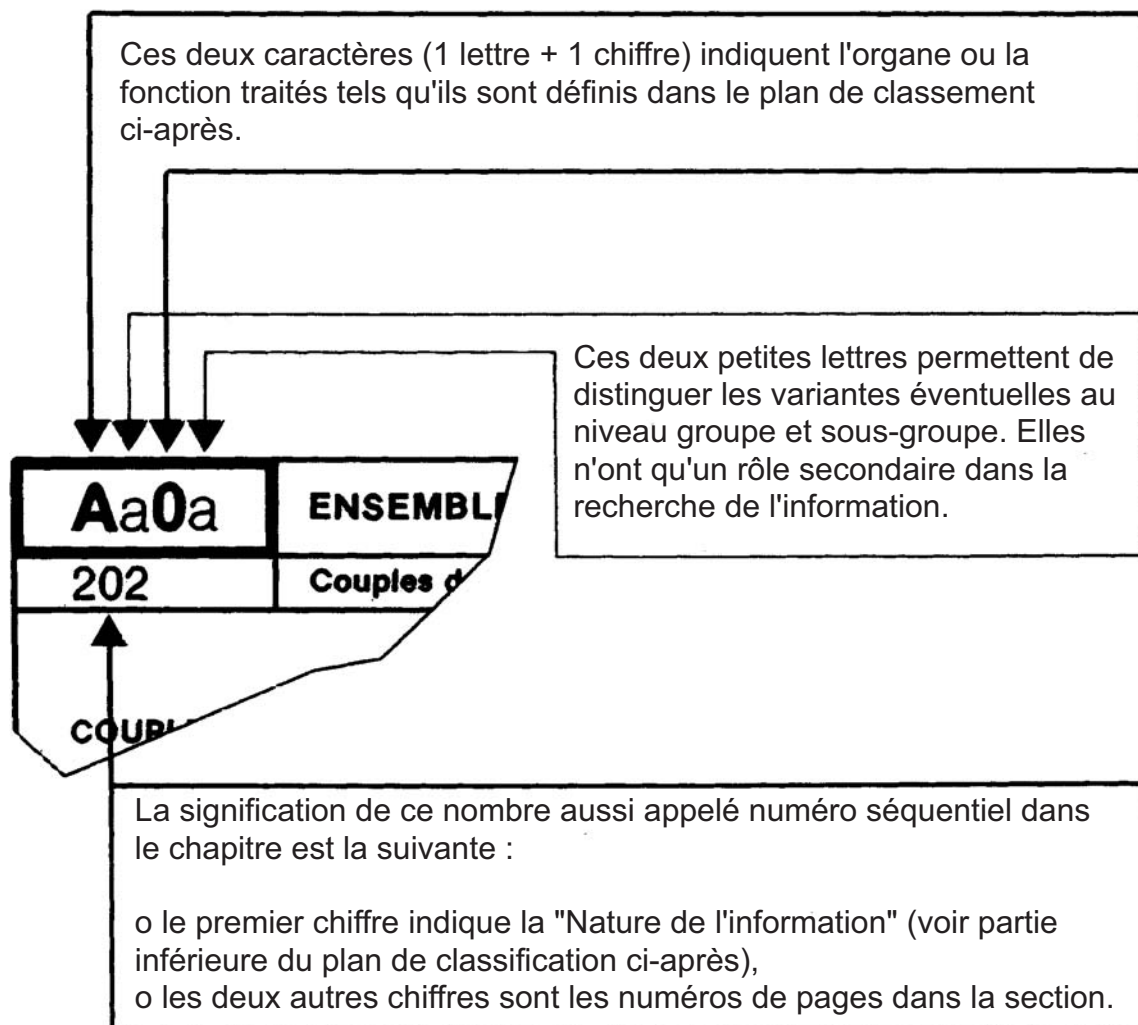 Ces deux caractères (1 lettre + 1 chiffre) indiquent l'organe ou la
fonction traités tels qu'ils sont définis dans le plan de classement
ci-après.
Ces deux petites lettres permettent de
distinguer les variantes éventuelles au
niveau groupe et sous-groupe. Elles
n'ont qu'un rôle secondaire dans la
recherche de l'information.
Aa0a ENSEMBL
202 Couples d
COUPL
La signification de ce nombre aussi appelé numéro séquentiel dans
le chapitre est la suivante :
o le premier chiffre indique la "Nature de l'information" (voir partie
inférieure du plan de classification ci-après),
o les deux autres chiffres sont les numéros de pages dans la section.